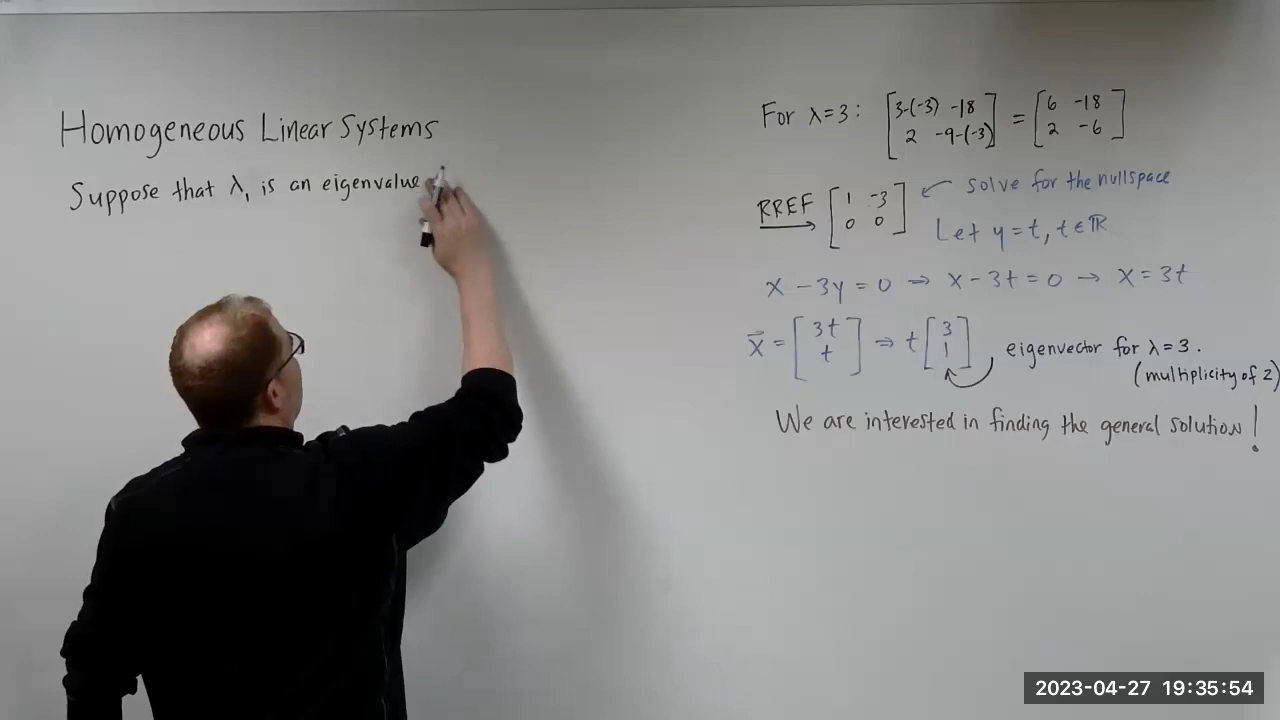 Homogeneous Linear Systems
Suppose that λ₁ is an eigenvalue
For λ=3: [3-(-3) -18; 2 -9-(-3)] = [6 -18; 2 -6]
RREF → [1 -3; 0 0] ← solve for the nullspace
Let y=t, t∈ℝ
x - 3y = 0 ⇒ x - 3t = 0 → x = 3t
x⃗ = [3t; t] ⇒ t[3; 1] eigenvector for λ=3.
(multiplicity of 2)
We are interested in finding the general solution!
2023-04-27 19:35:54